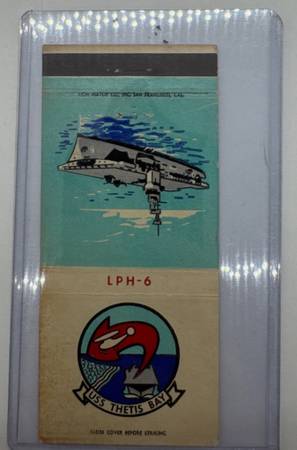 LION MATCH CO., INC. SAN FRANCISCO, CAL.
LPH-6
USS THETIS BAY
CLOSE COVER BEFORE STRIKING